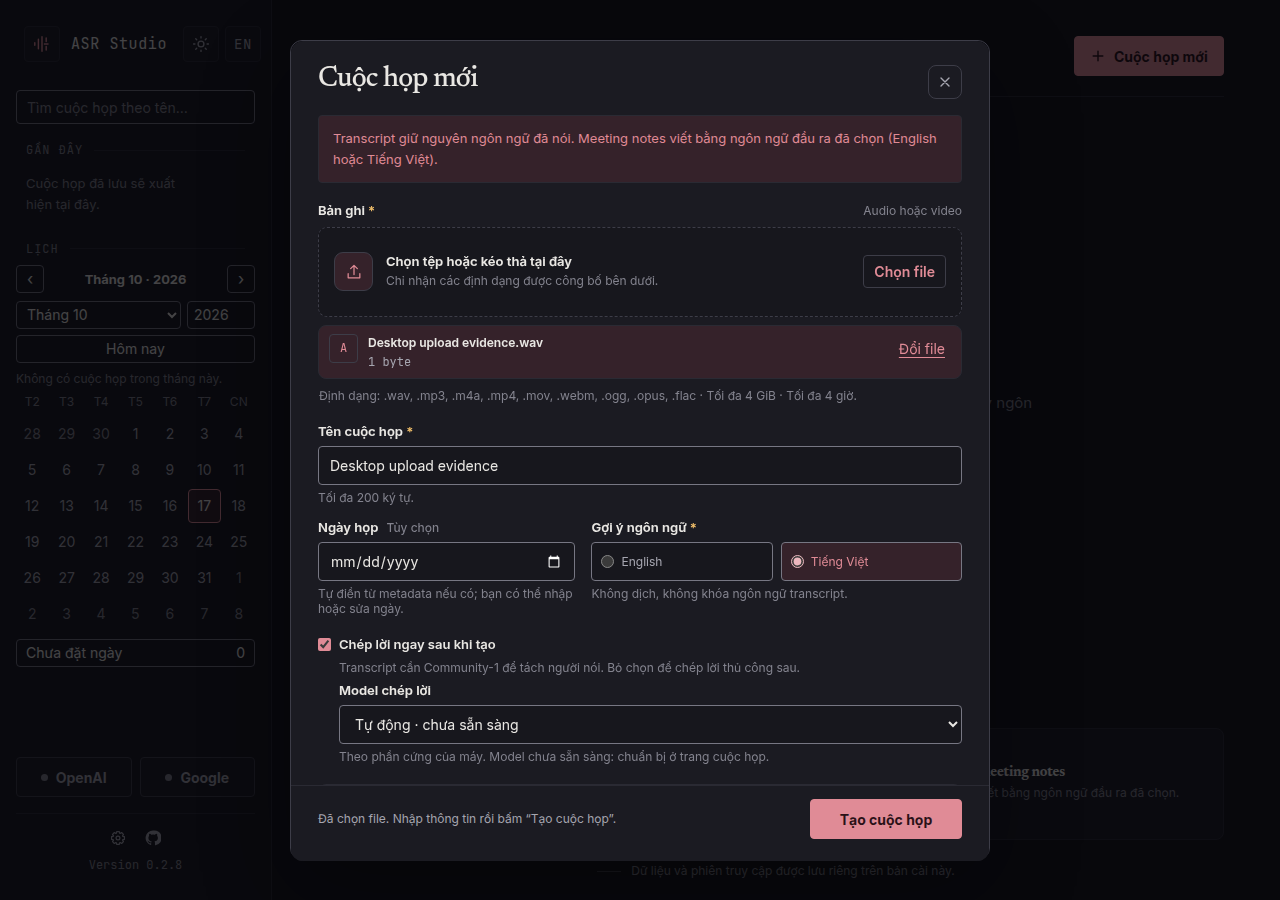 ASR Studio
EN
Tìm cuộc họp theo tên...
GẦN ĐÂY
Cuộc họp đã lưu sẽ xuất
hiện tại đây.
LỊCH
Tháng 10 · 2026
Tháng 10
2026
Hôm nay
Không có cuộc họp trong tháng này.
T2 T3 T4 T5 T6 T7 CN
28 29 30 1 2 3 4
5 6 7 8 9 10 11
12 13 14 15 16 17 18
19 20 21 22 23 24 25
26 27 28 29 30 31 1
2 3 4 5 6 7 8
Chưa đặt ngày 0
OpenAI
Google
Version 0.2.8
Cuộc họp mới
Cuộc họp mới
Transcript giữ nguyên ngôn ngữ đã nói. Meeting notes viết bằng ngôn ngữ đầu ra đã chọn (English
hoặc Tiếng Việt).
Bản ghi *
Audio hoặc video
Chọn tệp hoặc kéo thả tại đây
Chỉ nhận các định dạng được công bố bên dưới.
Chọn file
A
Desktop upload evidence.wav
1 byte
Đổi file
Định dạng: .wav, .mp3, .m4a, .mp4, .mov, .webm, .ogg, .opus, .flac · Tối đa 4 GiB · Tối đa 4 giờ.
Tên cuộc họp *
Desktop upload evidence
Tối đa 200 ký tự.
Ngày họp Tùy chọn
mm/dd/yyyy
Tự điền từ metadata nếu có; bạn có thể nhập
hoặc sửa ngày.
Gợi ý ngôn ngữ *
English
Tiếng Việt
Không dịch, không khóa ngôn ngữ transcript.
Chép lời ngay sau khi tạo
Transcript cần Community-1 để tách người nói. Bỏ chọn để chép lời thủ công sau.
Model chép lời
Tự động · chưa sẵn sàng
Theo phần cứng của máy. Model chưa sẵn sàng: chuẩn bị ở trang cuộc họp.
Đã chọn file. Nhập thông tin rồi bấm “Tạo cuộc họp”.
Tạo cuộc họp
ngôn
eeting notes
ết bằng ngôn ngữ đầu ra đã chọn.
Dữ liệu và phiên truy cập được lưu riêng trên bản cài này.